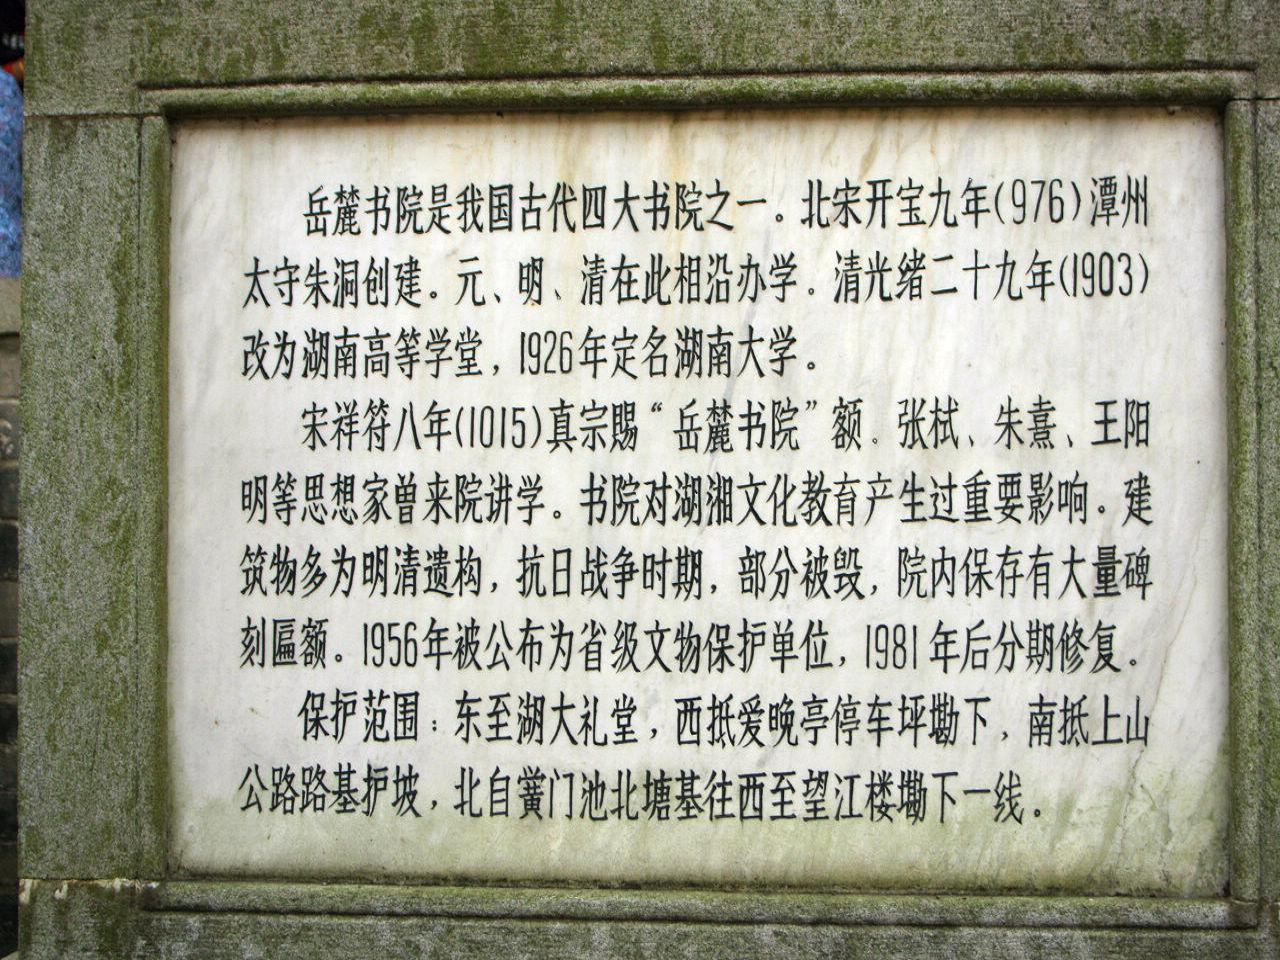 岳麓书院是我国古代四大书院之一。北宋开宝九年(976)潭州
太守朱洞创建。元、明、清在此相沿办学。清光绪二十九年(1903)
改为湖南高等学堂，1926年定名湖南大学。
宋祥符八年(1015)真宗赐“岳麓书院”额。张栻、朱熹、王阳
明等思想家曾来院讲学。书院对湖湘文化教育产生过重要影响。建
筑物多为明清遗构，抗日战争时期，部分被毁，院内保存有大量碑
刻匾额。1956年被公布为省级文物保护单位，1981年后分期修复。
保护范围：东至湖大礼堂，西抵爱晚亭停车坪墈下，南抵上山
公路路基护坡，北自黉门池北塘基往西至望江楼墈下一线。